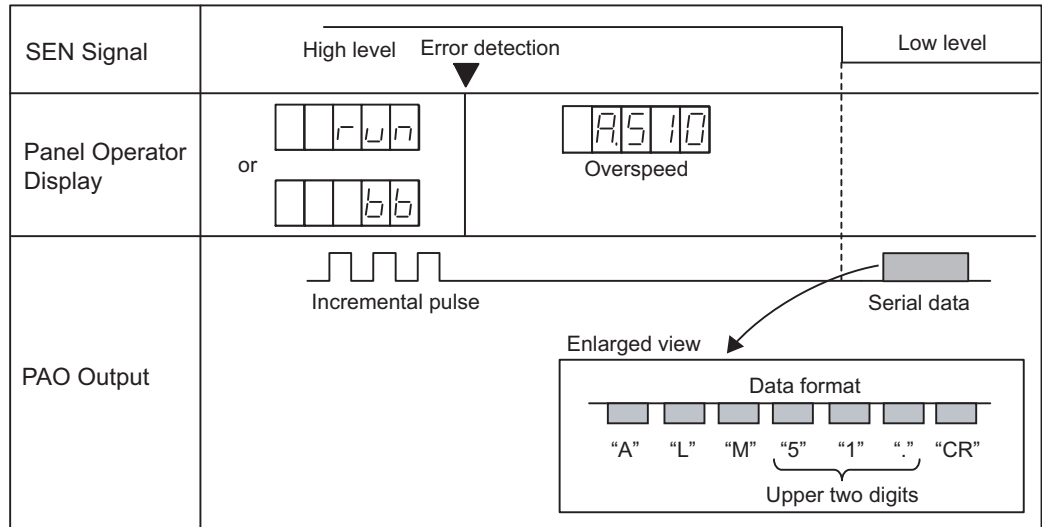 SEN Signal
High level
Error detection
Low level
Panel Operator
Display
or
run
bb
A.510
Overspeed
PAO Output
Incremental pulse
Serial data
Enlarged view
Data format
“A” “L” “M” “5” “1” “.” “CR”
Upper two digits